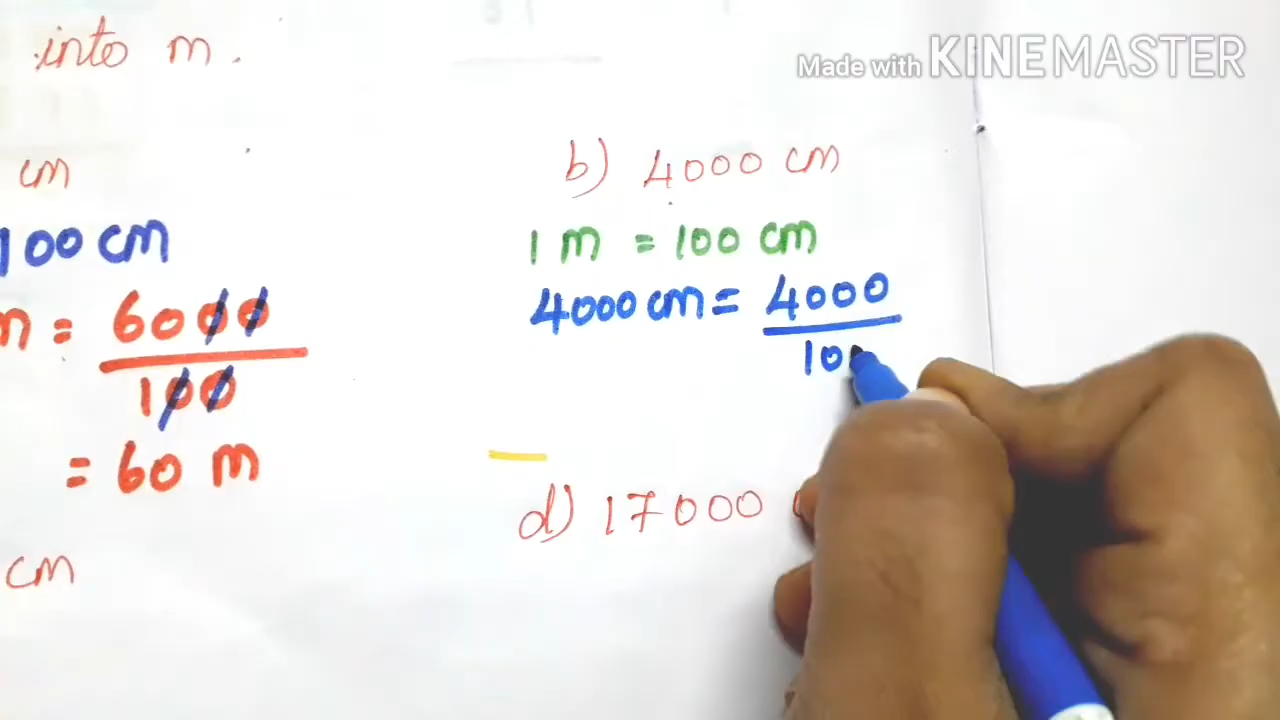 into m.
Made with KINEMASTER
cm
100 cm
m = 6000
100
= 60 m
cm
b) 4000 cm
1 m = 100 cm
4000 cm = 4000
10
d) 17000